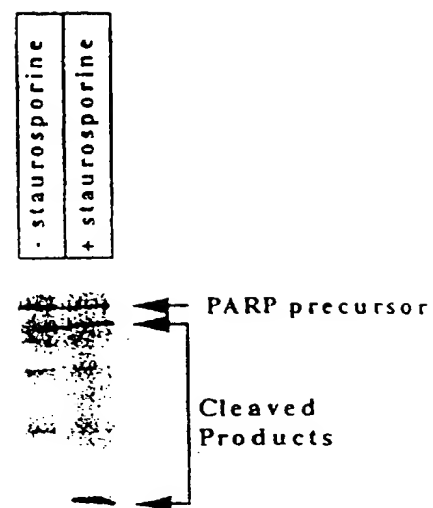 - staurosporine
+ staurosporine
PARP precursor
Cleaved
Products